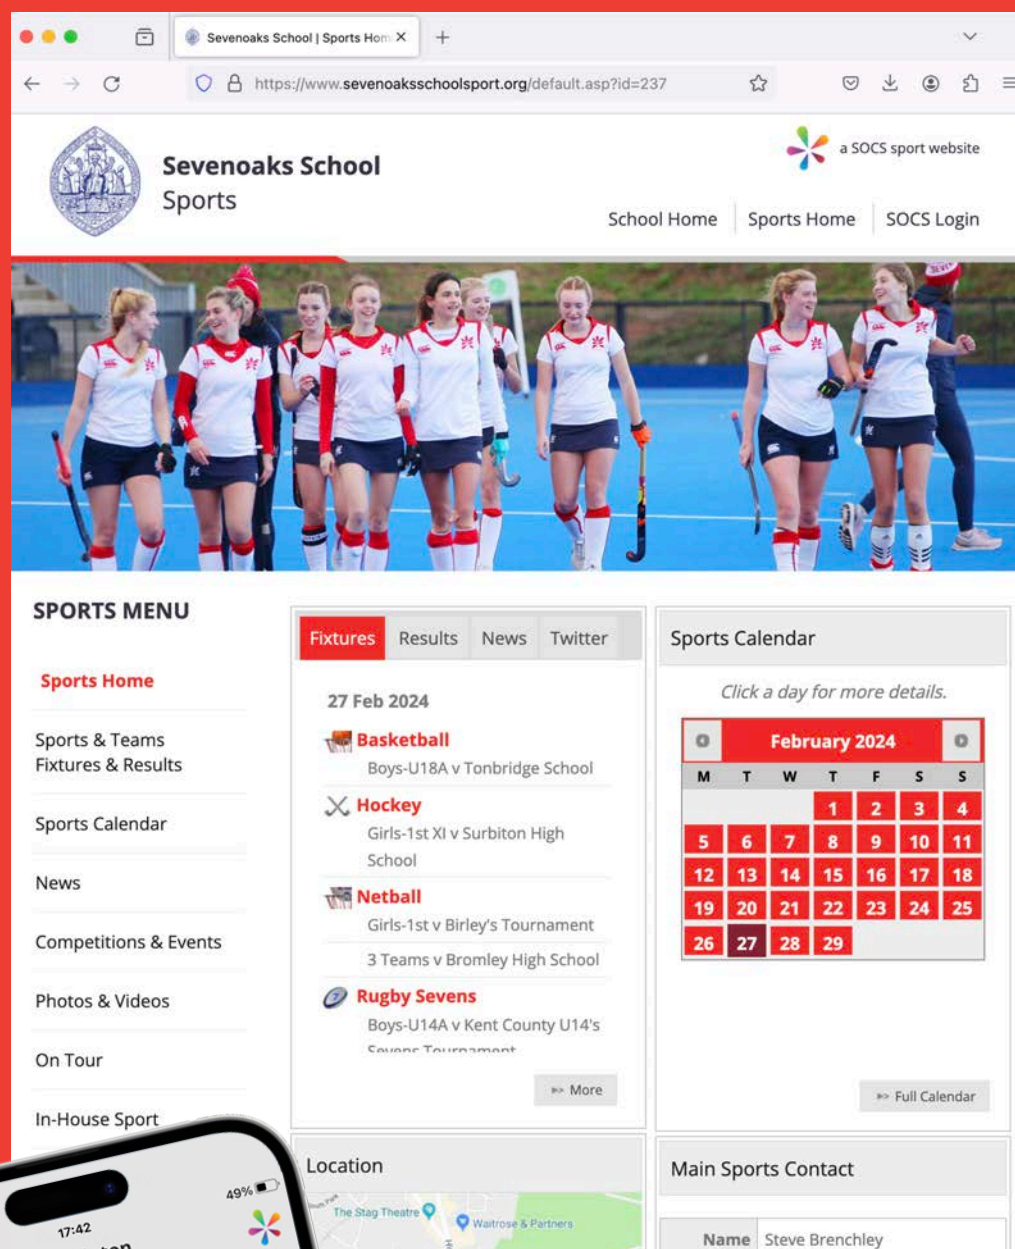 Sevenoaks School | Sports Hom
https://www.sevenoaksschoolsport.org/default.asp?id=237
Sevenoaks School
Sports
a SOCS sport website
School Home
Sports Home
SOCS Login
SPORTS MENU
Sports Home
Sports & Teams
Fixtures & Results
Sports Calendar
News
Competitions & Events
Photos & Videos
On Tour
In-House Sport
Fixtures
Results
News
Twitter
27 Feb 2024
Basketball
Boys-U18A v Tonbridge School
Hockey
Girls-1st XI v Surbiton High
School
Netball
Girls-1st v Birley's Tournament
3 Teams v Bromley High School
Rugby Sevens
Boys-U14A v Kent County U14's
Sevens Tournament
More
Sports Calendar
Click a day for more details.
February 2024
M T W T F S S
1 2 3 4
5 6 7 8 9 10 11
12 13 14 15 16 17 18
19 20 21 22 23 24 25
26 27 28 29
Full Calendar
Location
The Stag Theatre
Waitrose & Partners
Main Sports Contact
Name Steve Brenchley
17:42
49%